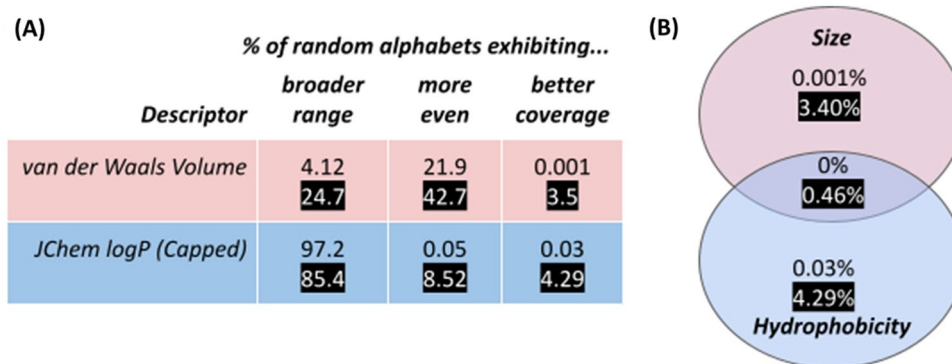 (A)
% of random alphabets exhibiting...
Descriptor broader range more even better coverage
van der Waals Volume 4.12 21.9 0.001
24.7 42.7 3.5
JChem logP (Capped) 97.2 0.05 0.03
85.4 8.52 4.29
(B)
Size
0.001%
3.40%
0%
0.46%
0.03%
4.29%
Hydrophobicity